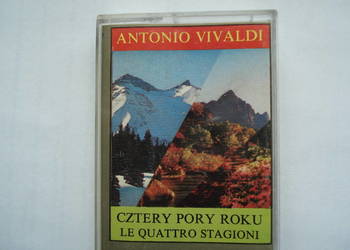 ANTONIO VIVALDI
CZTERY PORY ROKU
LE QUATTRO STAGIONI